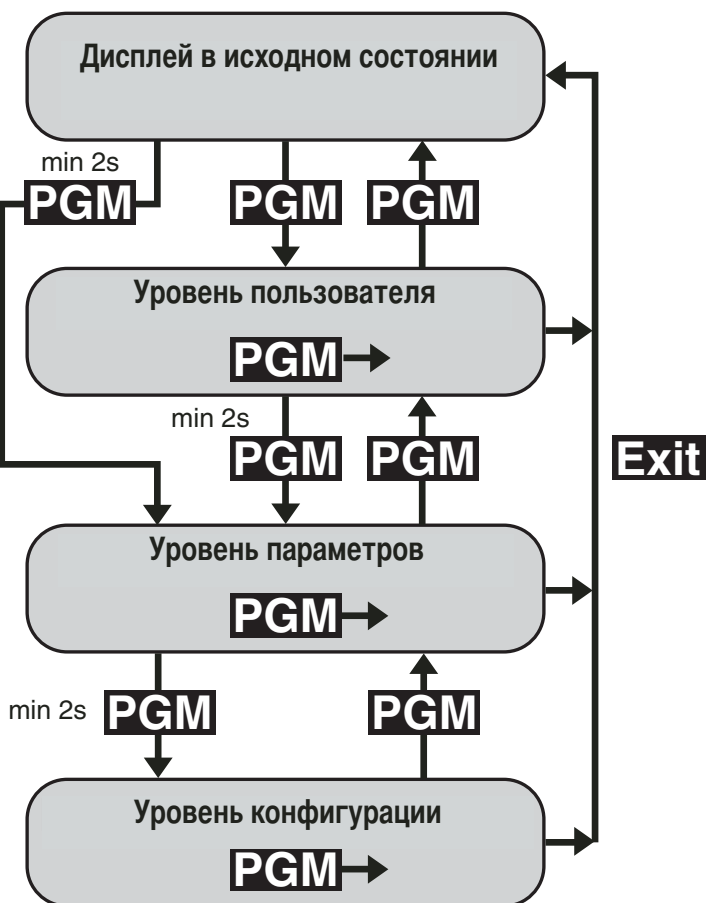 Дисплей в исходном состоянии
min 2s
PGM PGM PGM
Уровень пользователя
PGM
min 2s
PGM PGM
Exit
Уровень параметров
PGM
min 2s PGM PGM
Уровень конфигурации
PGM